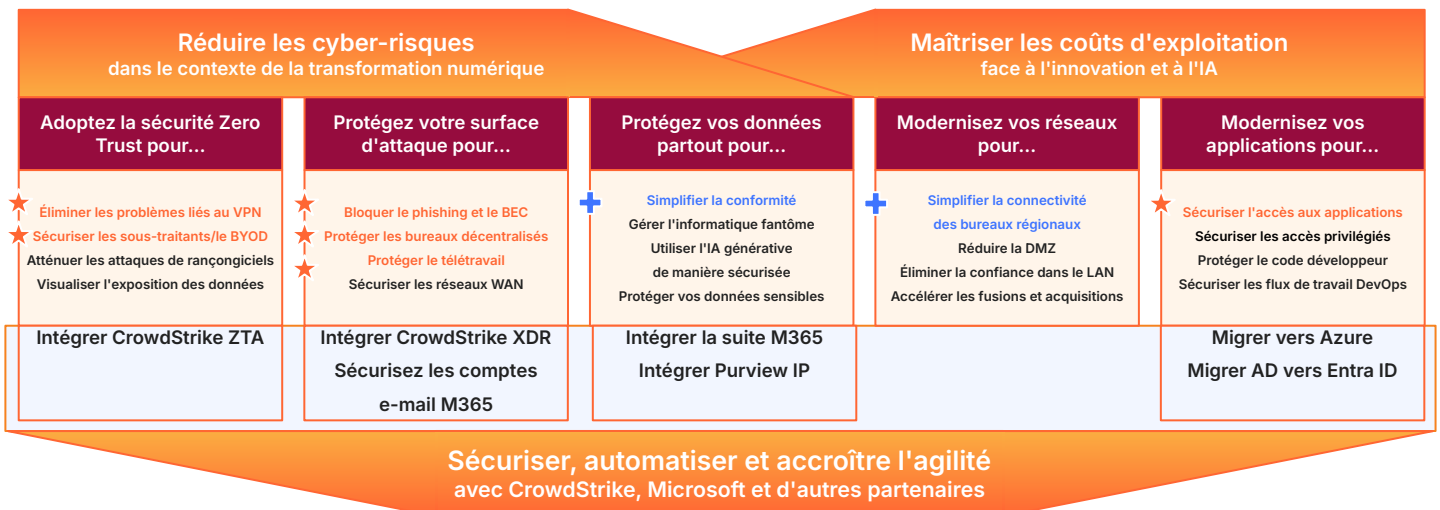 Réduire les cyber-risques
dans le contexte de la transformation numérique
Maîtriser les coûts d'exploitation
face à l'innovation et à l'IA
Adoptez la sécurité Zero
Trust pour...
Éliminer les problèmes liés au VPN
Sécuriser les sous-traitants/le BYOD
Atténuer les attaques de rançongiciels
Visualiser l'exposition des données
Intégrer CrowdStrike ZTA
Protégez votre surface
d'attaque pour...
Bloquer le phishing et le BEC
Protéger les bureaux décentralisés
Protéger le télétravail
Sécuriser les réseaux WAN
Intégrer CrowdStrike XDR
Sécurisez les comptes
e-mail M365
Protégez vos données
partout pour...
Simplifier la conformité
Gérer l'informatique fantôme
Utiliser l'IA générative
de manière sécurisée
Protéger vos données sensibles
Intégrer la suite M365
Intégrer Purview IP
Modernisez vos réseaux
pour...
Simplifier la connectivité
des bureaux régionaux
Réduire la DMZ
Éliminer la confiance dans le LAN
Accélérer les fusions et acquisitions
Modernisez vos
applications pour...
Sécuriser l'accès aux applications
Sécuriser les accès privilégiés
Protéger le code développeur
Sécuriser les flux de travail DevOps
Migrer vers Azure
Migrer AD vers Entra ID
Sécuriser, automatiser et accroître l'agilité
avec CrowdStrike, Microsoft et d'autres partenaires